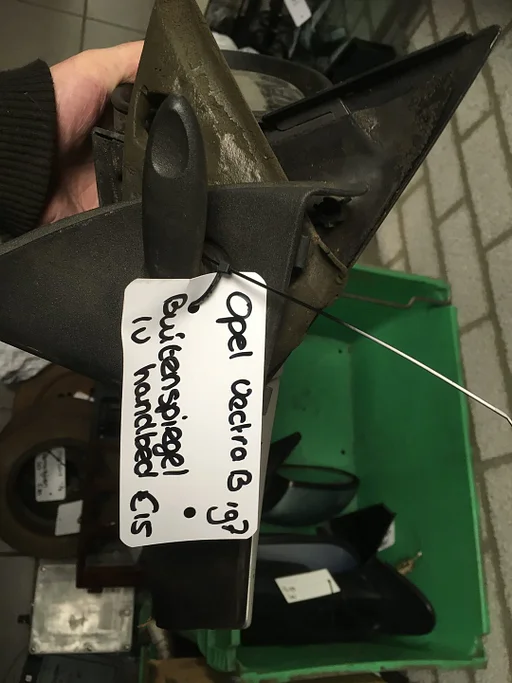 Opel Vectra B '97
Buitenspiegel
LV handbed €15